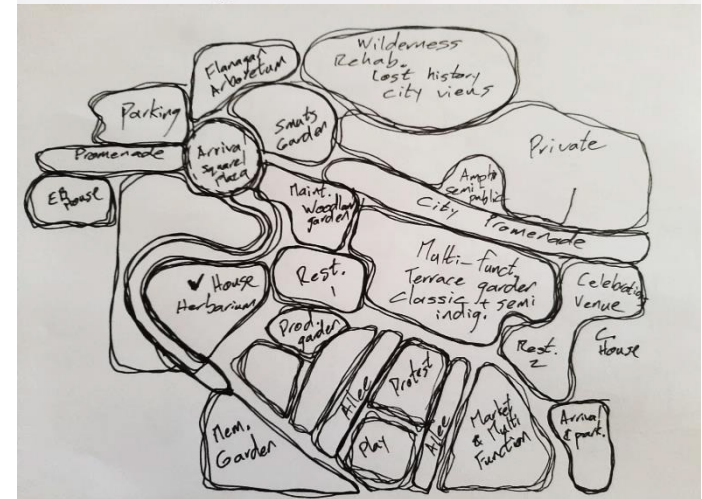 Flanagan
Arboretum
Wilderness
Rehab.
Lost history
City views
Parking
Smuts
Garden
Private
Promenade
Arrival
Square/
Plaza
Amphi
semi
public
City
Promenade
EB
House
Maint.
Woodland
garden
Multi-funct.
Terrace garden
Classic + semi
indig.
House
Herbarium
Rest.
1
Celebration
Venue
Prod.
garden
Rest.
2
C
House
Allee
Protest
Allee
Market
& Multi
Function
Arrival
& park.
Mem.
Garden
Play